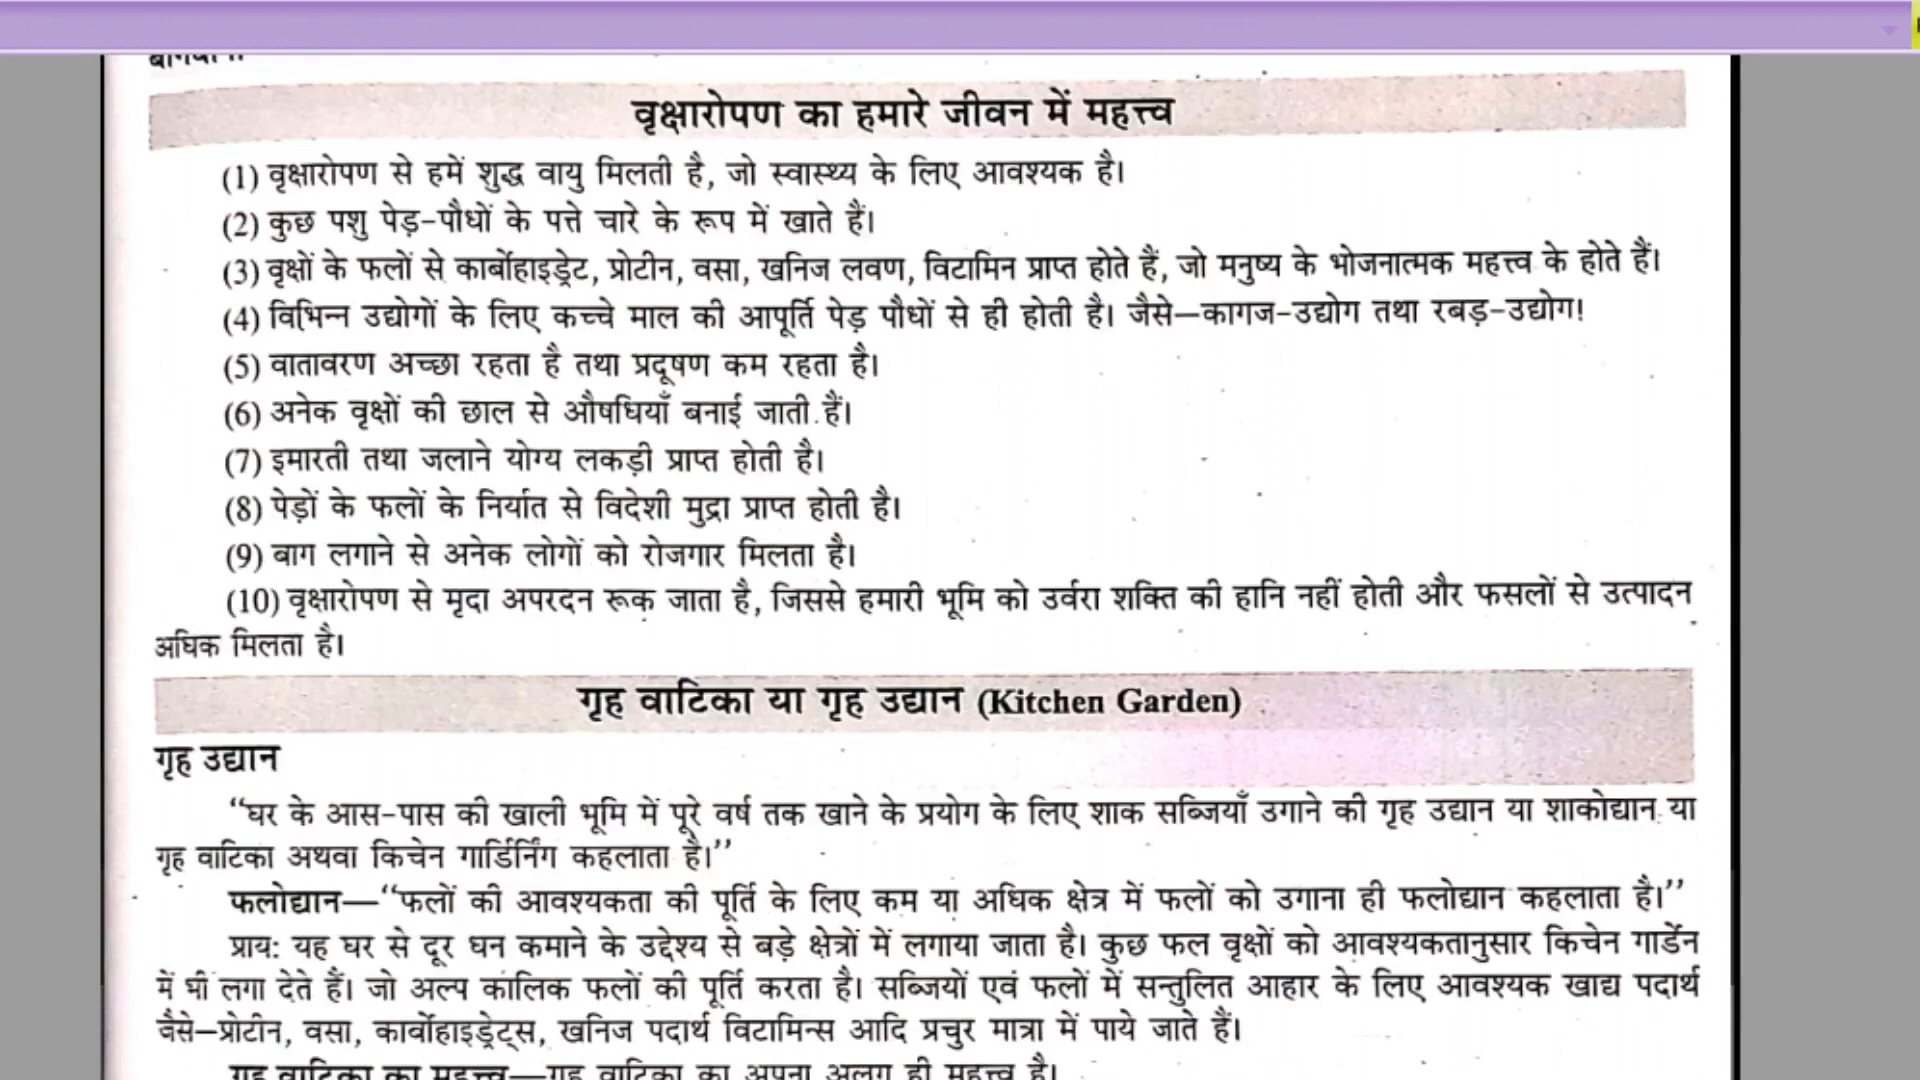 वृक्षारोपण का हमारे जीवन में महत्त्व
(1) वृक्षारोपण से हमें शुद्ध वायु मिलती है, जो स्वास्थ्य के लिए आवश्यक है।
(2) कुछ पशु पेड़-पौधों के पत्ते चारे के रूप में खाते हैं।
(3) वृक्षों के फलों से कार्बोहाइड्रेट, प्रोटीन, वसा, खनिज लवण, विटामिन प्राप्त होते हैं, जो मनुष्य के भोजनात्मक महत्त्व के होते हैं।
(4) विभिन्न उद्योगों के लिए कच्चे माल की आपूर्ति पेड़ पौधों से ही होती है। जैसे—कागज-उद्योग तथा रबड़-उद्योग!
(5) वातावरण अच्छा रहता है तथा प्रदूषण कम रहता है।
(6) अनेक वृक्षों की छाल से औषधियाँ बनाई जाती हैं।
(7) इमारती तथा जलाने योग्य लकड़ी प्राप्त होती है।
(8) पेड़ों के फलों के निर्यात से विदेशी मुद्रा प्राप्त होती है।
(9) बाग लगाने से अनेक लोगों को रोजगार मिलता है।
(10) वृक्षारोपण से मृदा अपरदन रूक जाता है, जिससे हमारी भूमि को उर्वरा शक्ति की हानि नहीं होती और फसलों से उत्पादन
अधिक मिलता है।
गृह वाटिका या गृह उद्यान (Kitchen Garden)
गृह उद्यान
“घर के आस-पास की खाली भूमि में पूरे वर्ष तक खाने के प्रयोग के लिए शाक सब्जियाँ उगाने की गृह उद्यान या शाकोद्यान या
गृह वाटिका अथवा किचेन गार्डिर्निंग कहलाता है।”
फलोद्यान—“फलों की आवश्यकता की पूर्ति के लिए कम या अधिक क्षेत्र में फलों को उगाना ही फलोद्यान कहलाता है।”
प्राय: यह घर से दूर धन कमाने के उद्देश्य से बड़े क्षेत्रों में लगाया जाता है। कुछ फल वृक्षों को आवश्यकतानुसार किचेन गार्डेन
में भी लगा देते हैं। जो अल्प कालिक फलों की पूर्ति करता है। सब्जियों एवं फलों में सन्तुलित आहार के लिए आवश्यक खाद्य पदार्थ
वैसे—प्रोटीन, वसा, कार्वोहाइड्रेट्स, खनिज पदार्थ विटामिन्स आदि प्रचुर मात्रा में पाये जाते हैं।
गृह वाटिका का महत्त्व—गृह वाटिका का अपना अलग ही महत्त्व है।